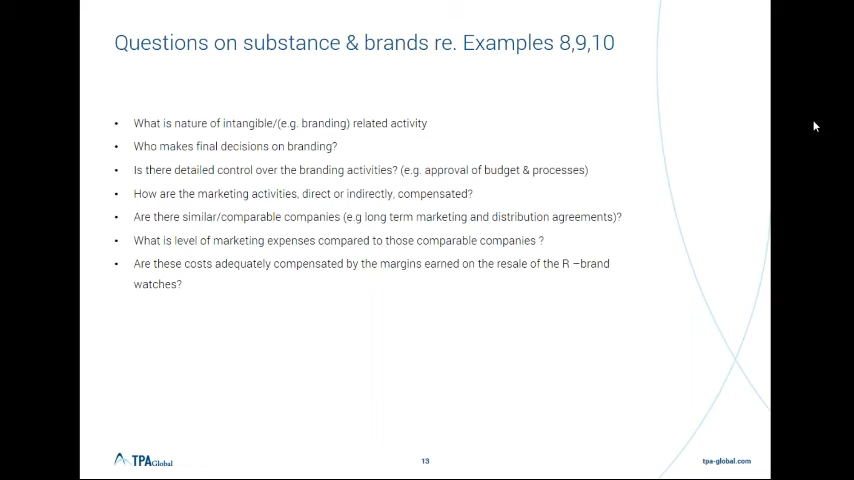 Questions on substance & brands re. Examples 8,9,10
• What is nature of intangible/(e.g. branding) related activity
• Who makes final decisions on branding?
• Is there detailed control over the branding activities? (e.g. approval of budget & processes)
• How are the marketing activities, direct or indirectly, compensated?
• Are there similar/comparable companies (e.g long term marketing and distribution agreements)?
• What is level of marketing expenses compared to those comparable companies ?
• Are these costs adequately compensated by the margins earned on the resale of the R –brand
watches?
TPAGlobal
13
tpa-global.com